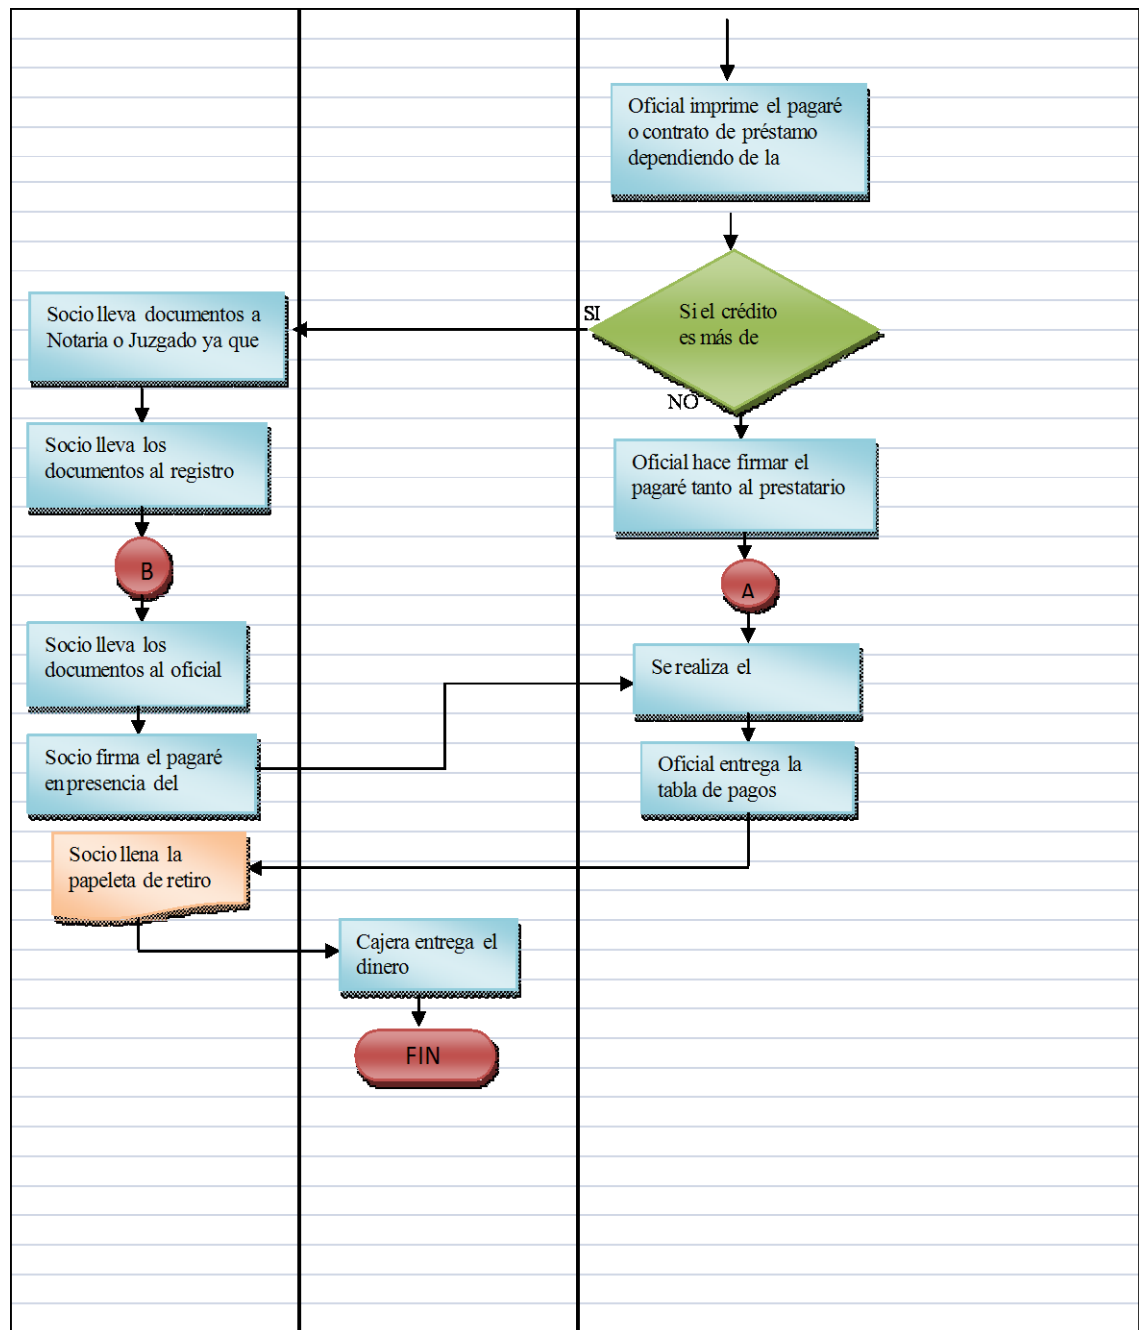 Oficial imprime el pagaré
o contrato de préstamo
dependiendo de la
Si el crédito
es más de
SI
NO
Socio lleva documentos a
Notaria o Juzgado ya que
Socio lleva los
documentos al registro
B
Socio lleva los
documentos al oficial
Socio firma el pagaré
en presencia del
Oficial hace firmar el
pagaré tanto al prestatario
A
Se realiza el
Oficial entrega la
tabla de pagos
Socio llena la
papeleta de retiro
Cajera entrega el
dinero
FIN